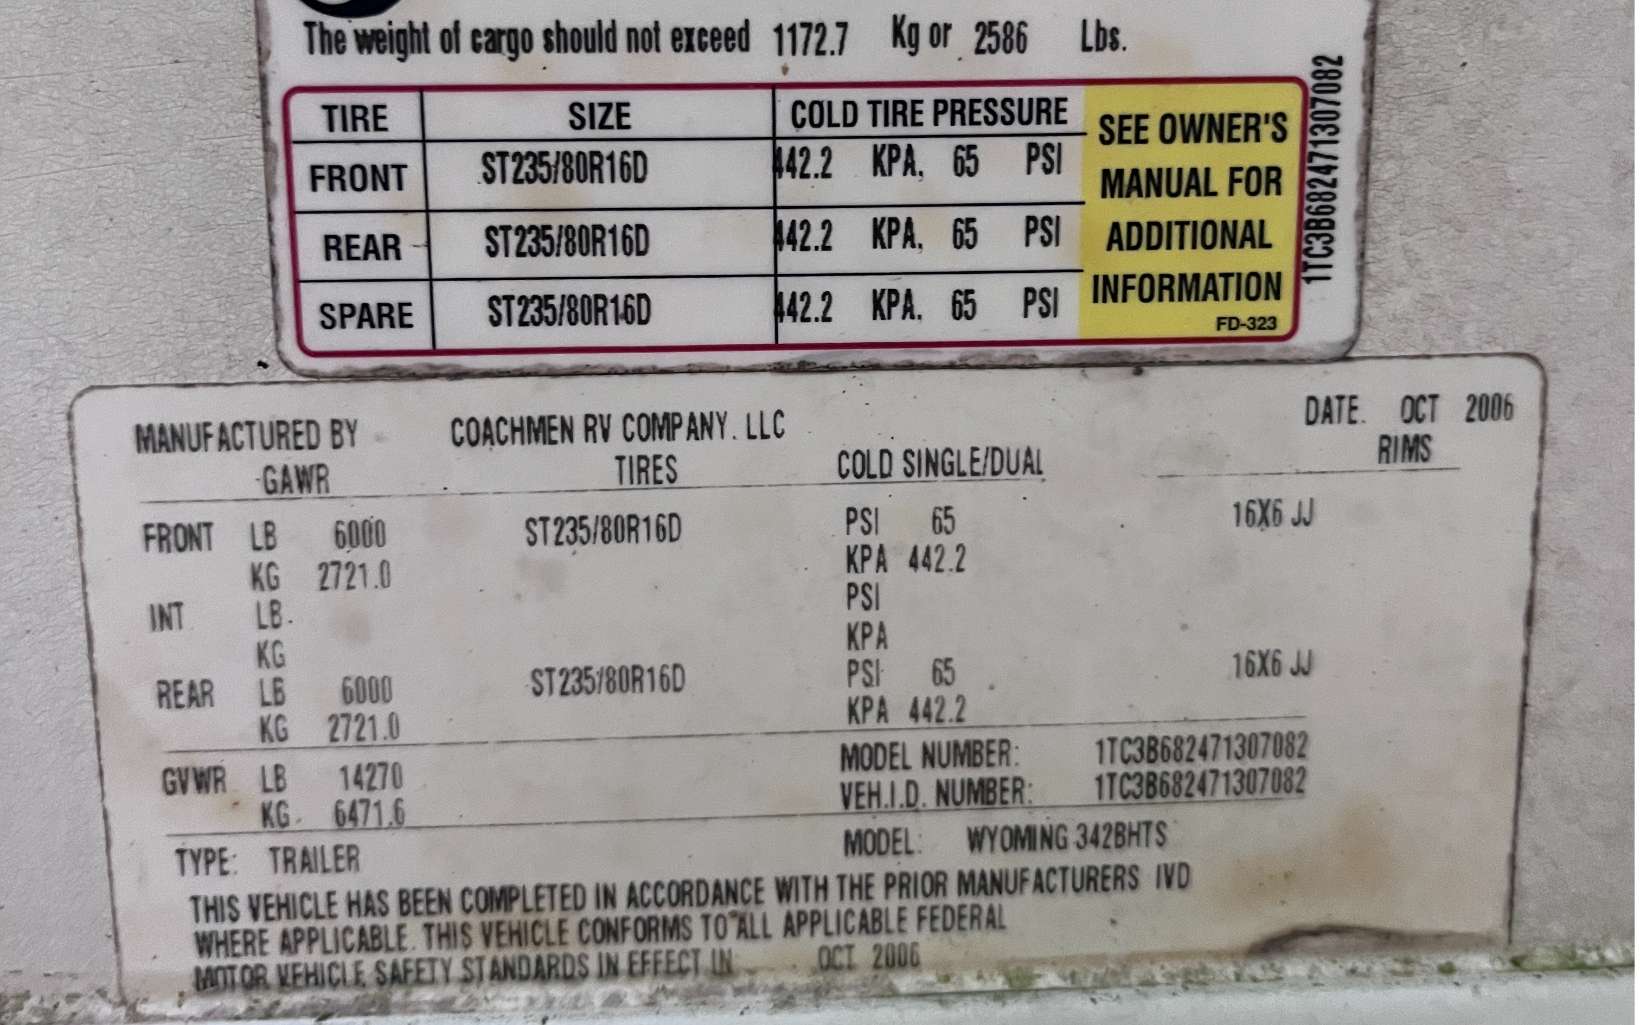 The weight of cargo should not exceed 1172.7 Kg or 2586 Lbs.
TIRE SIZE COLD TIRE PRESSURE
FRONT ST235/80R16D 442.2 KPA, 65 PSI
REAR ST235/80R16D 442.2 KPA, 65 PSI
SPARE ST235/80R16D 442.2 KPA. 65 PSI
SEE OWNER'S
MANUAL FOR
ADDITIONAL
INFORMATION
FD-323
1TC3B682471307082
MANUFACTURED BY COACHMEN RV COMPANY. LLC DATE. OCT 2006
GAWR TIRES COLD SINGLE/DUAL RIMS
FRONT LB 6000 ST235/80R16D PSI 65 16X6 JJ
KG 2721.0 KPA 442.2
INT LB PSI
KG KPA
REAR LB 6000 ST235/80R16D PSI 65 16X6 JJ
KG 2721.0 KPA 442.2
GVWR LB 14270 MODEL NUMBER: 1TC3B682471307082
KG 6471.6 VEH.I.D. NUMBER: 1TC3B682471307082
TYPE: TRAILER MODEL: WYOMING 342BHTS
THIS VEHICLE HAS BEEN COMPLETED IN ACCORDANCE WITH THE PRIOR MANUFACTURERS IVD
WHERE APPLICABLE. THIS VEHICLE CONFORMS TO ALL APPLICABLE FEDERAL
MOTOR VEHICLE SAFETY STANDARDS IN EFFECT IN OCT 2006